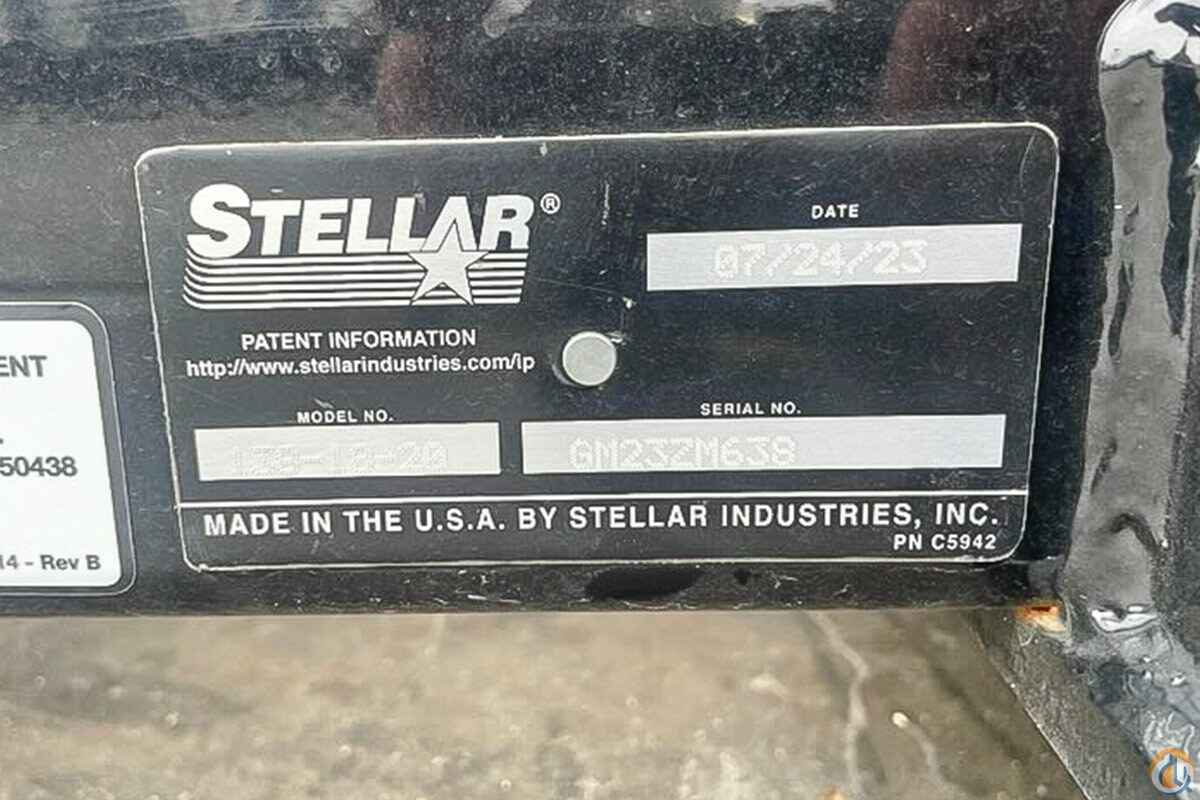 STELLAR®
DATE
07/24/23
PATENT INFORMATION
http://www.stellarindustries.com/ip
MODEL NO.
SERIAL NO.
GM23ZM638
MADE IN THE U.S.A. BY STELLAR INDUSTRIES, INC.
PN C5942
ENT
50438
14 - Rev B